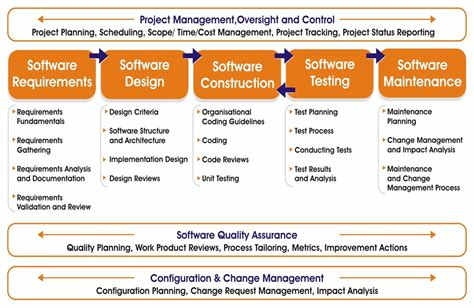 Project Management,Oversight and Control
Project Planning, Scheduling, Scope/ Time/Cost Management, Project Tracking, Project Status Reporting
Software
Requirements
Requirements
Fundamentals
Requirements
Gathering
Requirements Analysis
and Documentation
Requirements
Validation and Review
Software
Design
Design Criteria
Software Structure
and Architecture
Implementation Design
Design Reviews
Software
Construction
Organisational
Coding Guidelines
Coding
Code Reviews
Unit Testing
Software
Testing
Test Planning
Test Process
Conducting Tests
Test Results
and Analysis
Software
Maintenance
Maintenance
Planning
Change Management
and Impact Analysis
Maintenance
and Change
Management Process
Software Quality Assurance
Quality Planning, Work Product Reviews, Process Tailoring, Metrics, Improvement Actions
Configuration & Change Management
Configuration Planning, Change Request Management, Impact Analysis